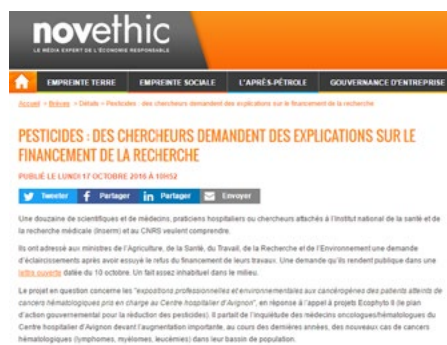 novethic
LE MÉDIA EXPERT DE L'ÉCONOMIE RESPONSABLE
EMPREINTE TERRE EMPREINTE SOCIALE L'APRÈS-PÉTROLE GOUVERNANCE D'ENTREPRISE
Accueil > Brèves > Détails > Pesticides : des chercheurs demandent des explications sur le financement de la recherche
PESTICIDES : DES CHERCHEURS DEMANDENT DES EXPLICATIONS SUR LE
FINANCEMENT DE LA RECHERCHE
PUBLIÉ LE LUNDI 17 OCTOBRE 2016 À 10H52
Tweeter Partager Partager Envoyer
Une douzaine de scientifiques et de médecins, praticiens hospitaliers ou chercheurs attachés à l'Institut national de la santé et de
la recherche médicale (Inserm) et au CNRS veulent comprendre.
Ils ont adressé aux ministres de l'Agriculture, de la Santé, du Travail, de la Recherche et de l'Environnement une demande
d'éclaircissements après avoir essuyé le refus du financement de leurs travaux. Une demande qu'ils rendent publique dans une
lettre ouverte datée du 10 octobre. Un fait assez inhabituel dans le milieu.
Le projet en question concerne les "expositions professionnelles et environnementales aux cancérogènes des patients atteints de
cancers hématologiques pris en charge au Centre hospitalier d'Avignon", en réponse à l'appel à projets Ecophyto II (le plan
d'action gouvernemental pour la réduction des pesticides). Il partait de l'inquiétude des médecins oncologues/hématologues du
Centre hospitalier d'Avignon devant l'augmentation importante, au cours des dernières années, des nouveaux cas de cancers
hématologiques (lymphomes, myélomes, leucémies) dans leur bassin de population.